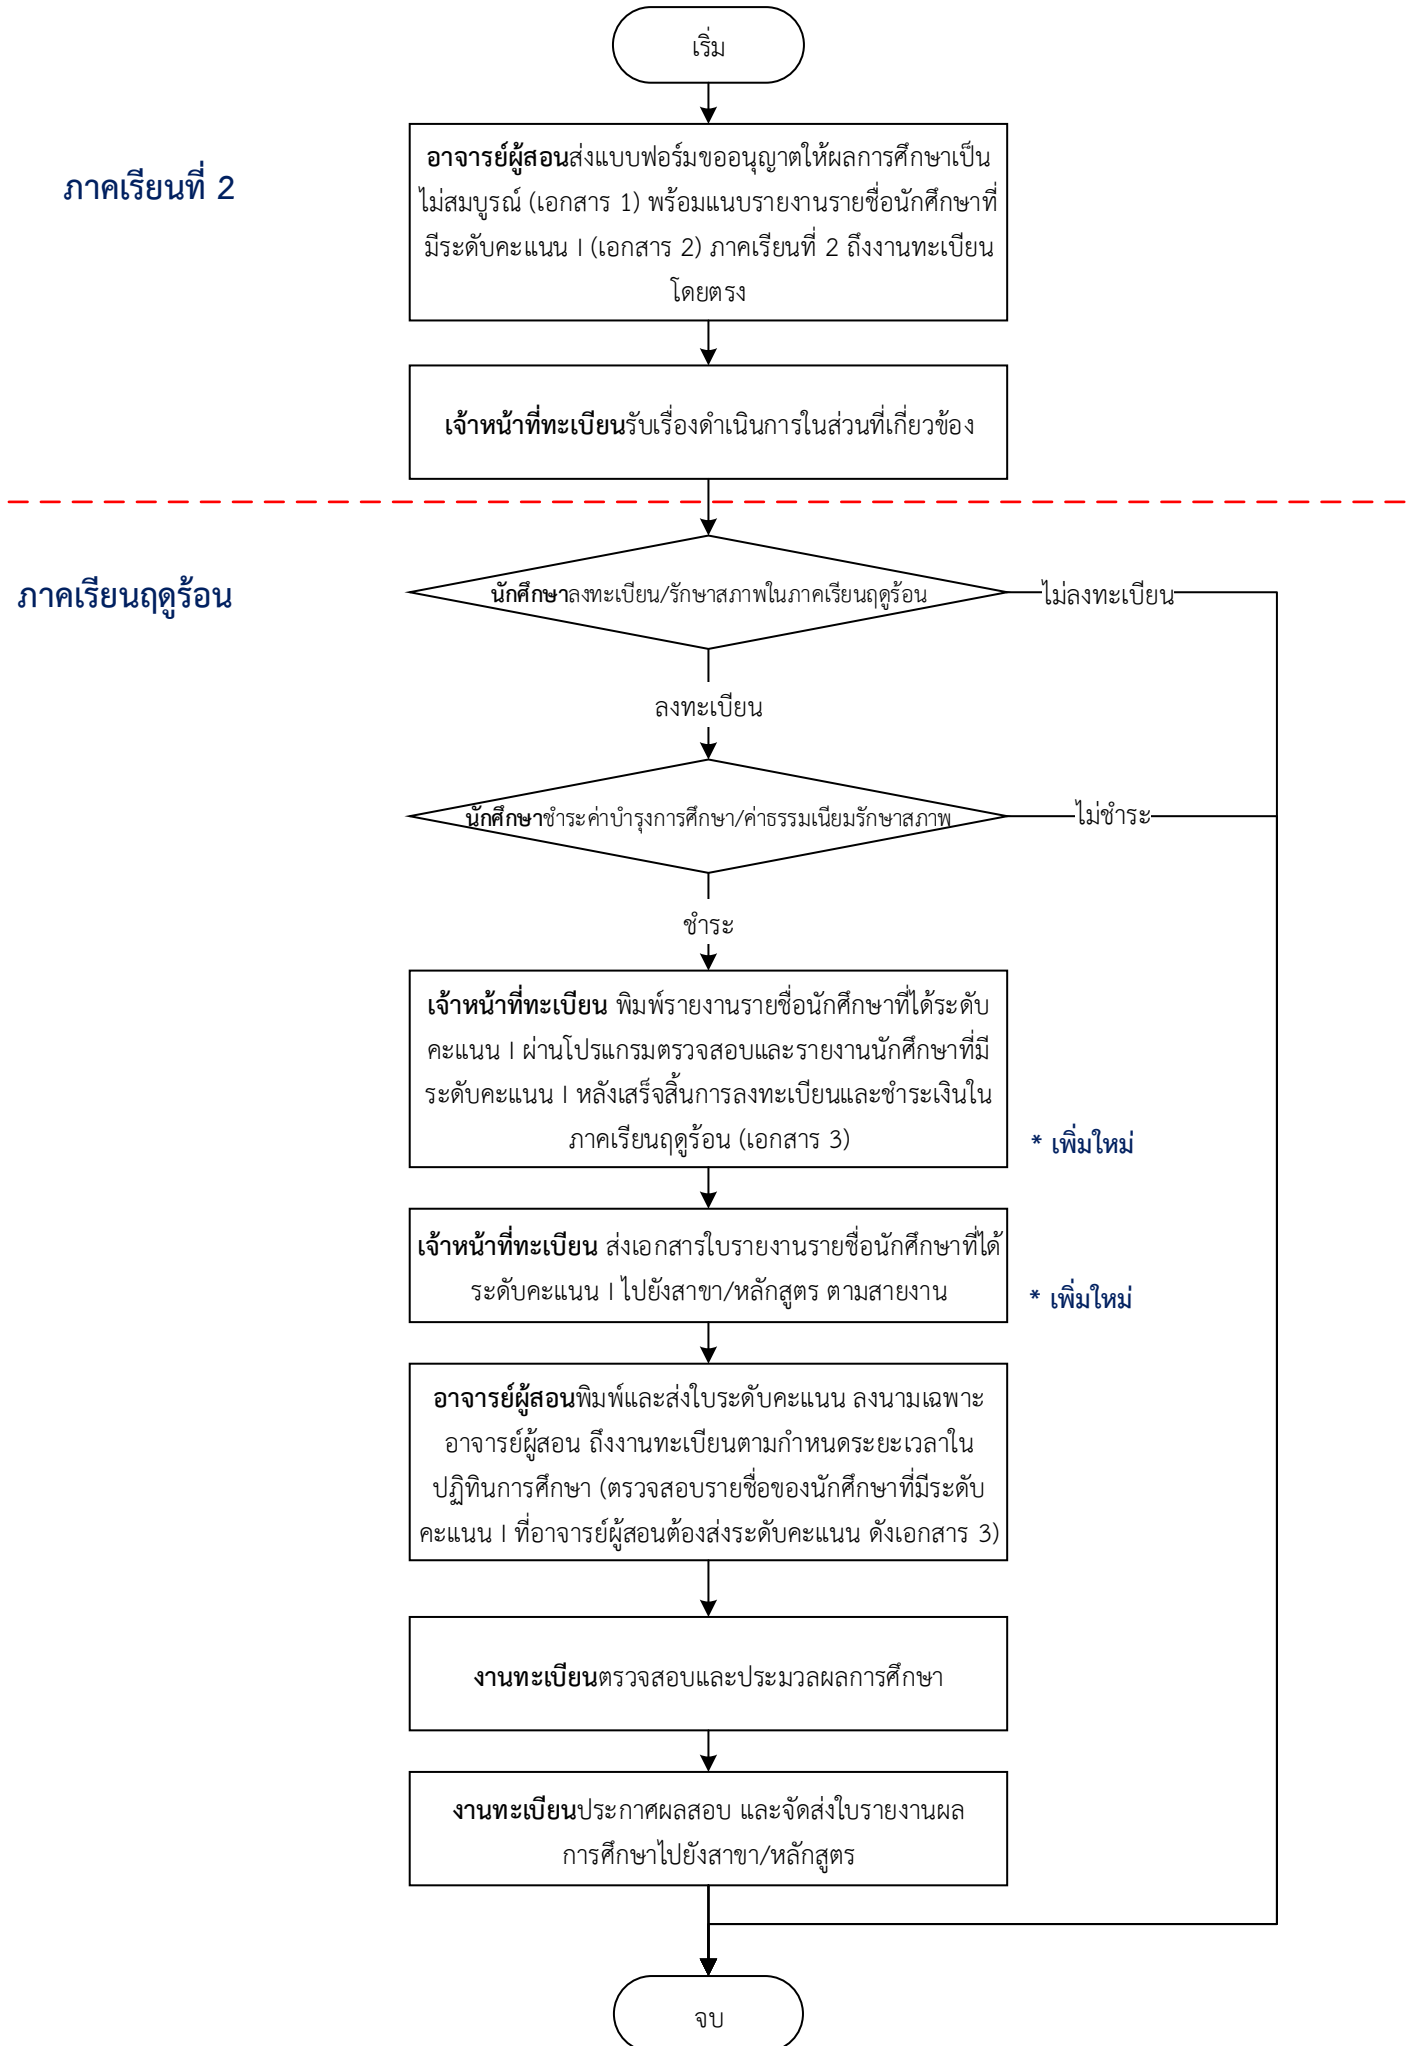 เริ่ม
ภาคเรียนที่ 2
อาจารย์ผู้สอนส่งแบบฟอร์มขออนุญาตให้ผลการศึกษาเป็น
ไม่สมบูรณ์ (เอกสาร 1) พร้อมแนบรายงานรายชื่อนักศึกษาที่
มีระดับคะแนน I (เอกสาร 2) ภาคเรียนที่ 2 ถึงงานทะเบียน
โดยตรง
เจ้าหน้าที่ทะเบียนรับเรื่องดำเนินการในส่วนที่เกี่ยวข้อง
ภาคเรียนฤดูร้อน
นักศึกษาลงทะเบียน/รักษาสภาพในภาคเรียนฤดูร้อน
ไม่ลงทะเบียน
ลงทะเบียน
นักศึกษาชำระค่าบำรุงการศึกษา/ค่าธรรมเนียมรักษาสภาพ
ไม่ชำระ
ชำระ
เจ้าหน้าที่ทะเบียน พิมพ์รายงานรายชื่อนักศึกษาที่ได้ระดับ
คะแนน I ผ่านโปรแกรมตรวจสอบและรายงานนักศึกษาที่มี
ระดับคะแนน I หลังเสร็จสิ้นการลงทะเบียนและชำระเงินใน
ภาคเรียนฤดูร้อน (เอกสาร 3)
* เพิ่มใหม่
เจ้าหน้าที่ทะเบียน ส่งเอกสารใบรายงานรายชื่อนักศึกษาที่ได้
ระดับคะแนน I ไปยังสาขา/หลักสูตร ตามสายงาน
* เพิ่มใหม่
อาจารย์ผู้สอนพิมพ์และส่งใบระดับคะแนน ลงนามเฉพาะ
อาจารย์ผู้สอน ถึงงานทะเบียนตามกำหนดระยะเวลาใน
ปฏิทินการศึกษา (ตรวจสอบรายชื่อของนักศึกษาที่มีระดับ
คะแนน I ที่อาจารย์ผู้สอนต้องส่งระดับคะแนน ดังเอกสาร 3)
งานทะเบียนตรวจสอบและประมวลผลการศึกษา
งานทะเบียนประกาศผลสอบ และจัดส่งใบรายงานผล
การศึกษาไปยังสาขา/หลักสูตร
จบ